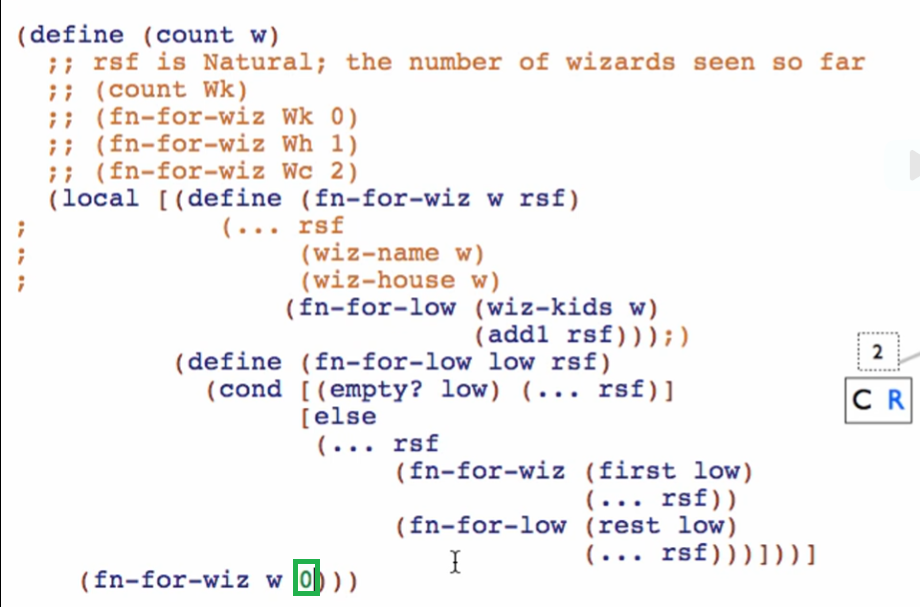 (define (count w)
;; rsf is Natural; the number of wizards seen so far
;; (count Wk)
;; (fn-for-wiz Wk 0)
;; (fn-for-wiz Wh 1)
;; (fn-for-wiz Wc 2)
(local [(define (fn-for-wiz w rsf)
; (... rsf
; (wiz-name w)
; (wiz-house w)
(fn-for-low (wiz-kids w)
(add1 rsf)));)
(define (fn-for-low low rsf)
(cond [(empty? low) (... rsf)]
[else
(... rsf
(fn-for-wiz (first low)
(... rsf))
(fn-for-low (rest low)
(... rsf)))]))]
(fn-for-wiz w 0)))
2
C R